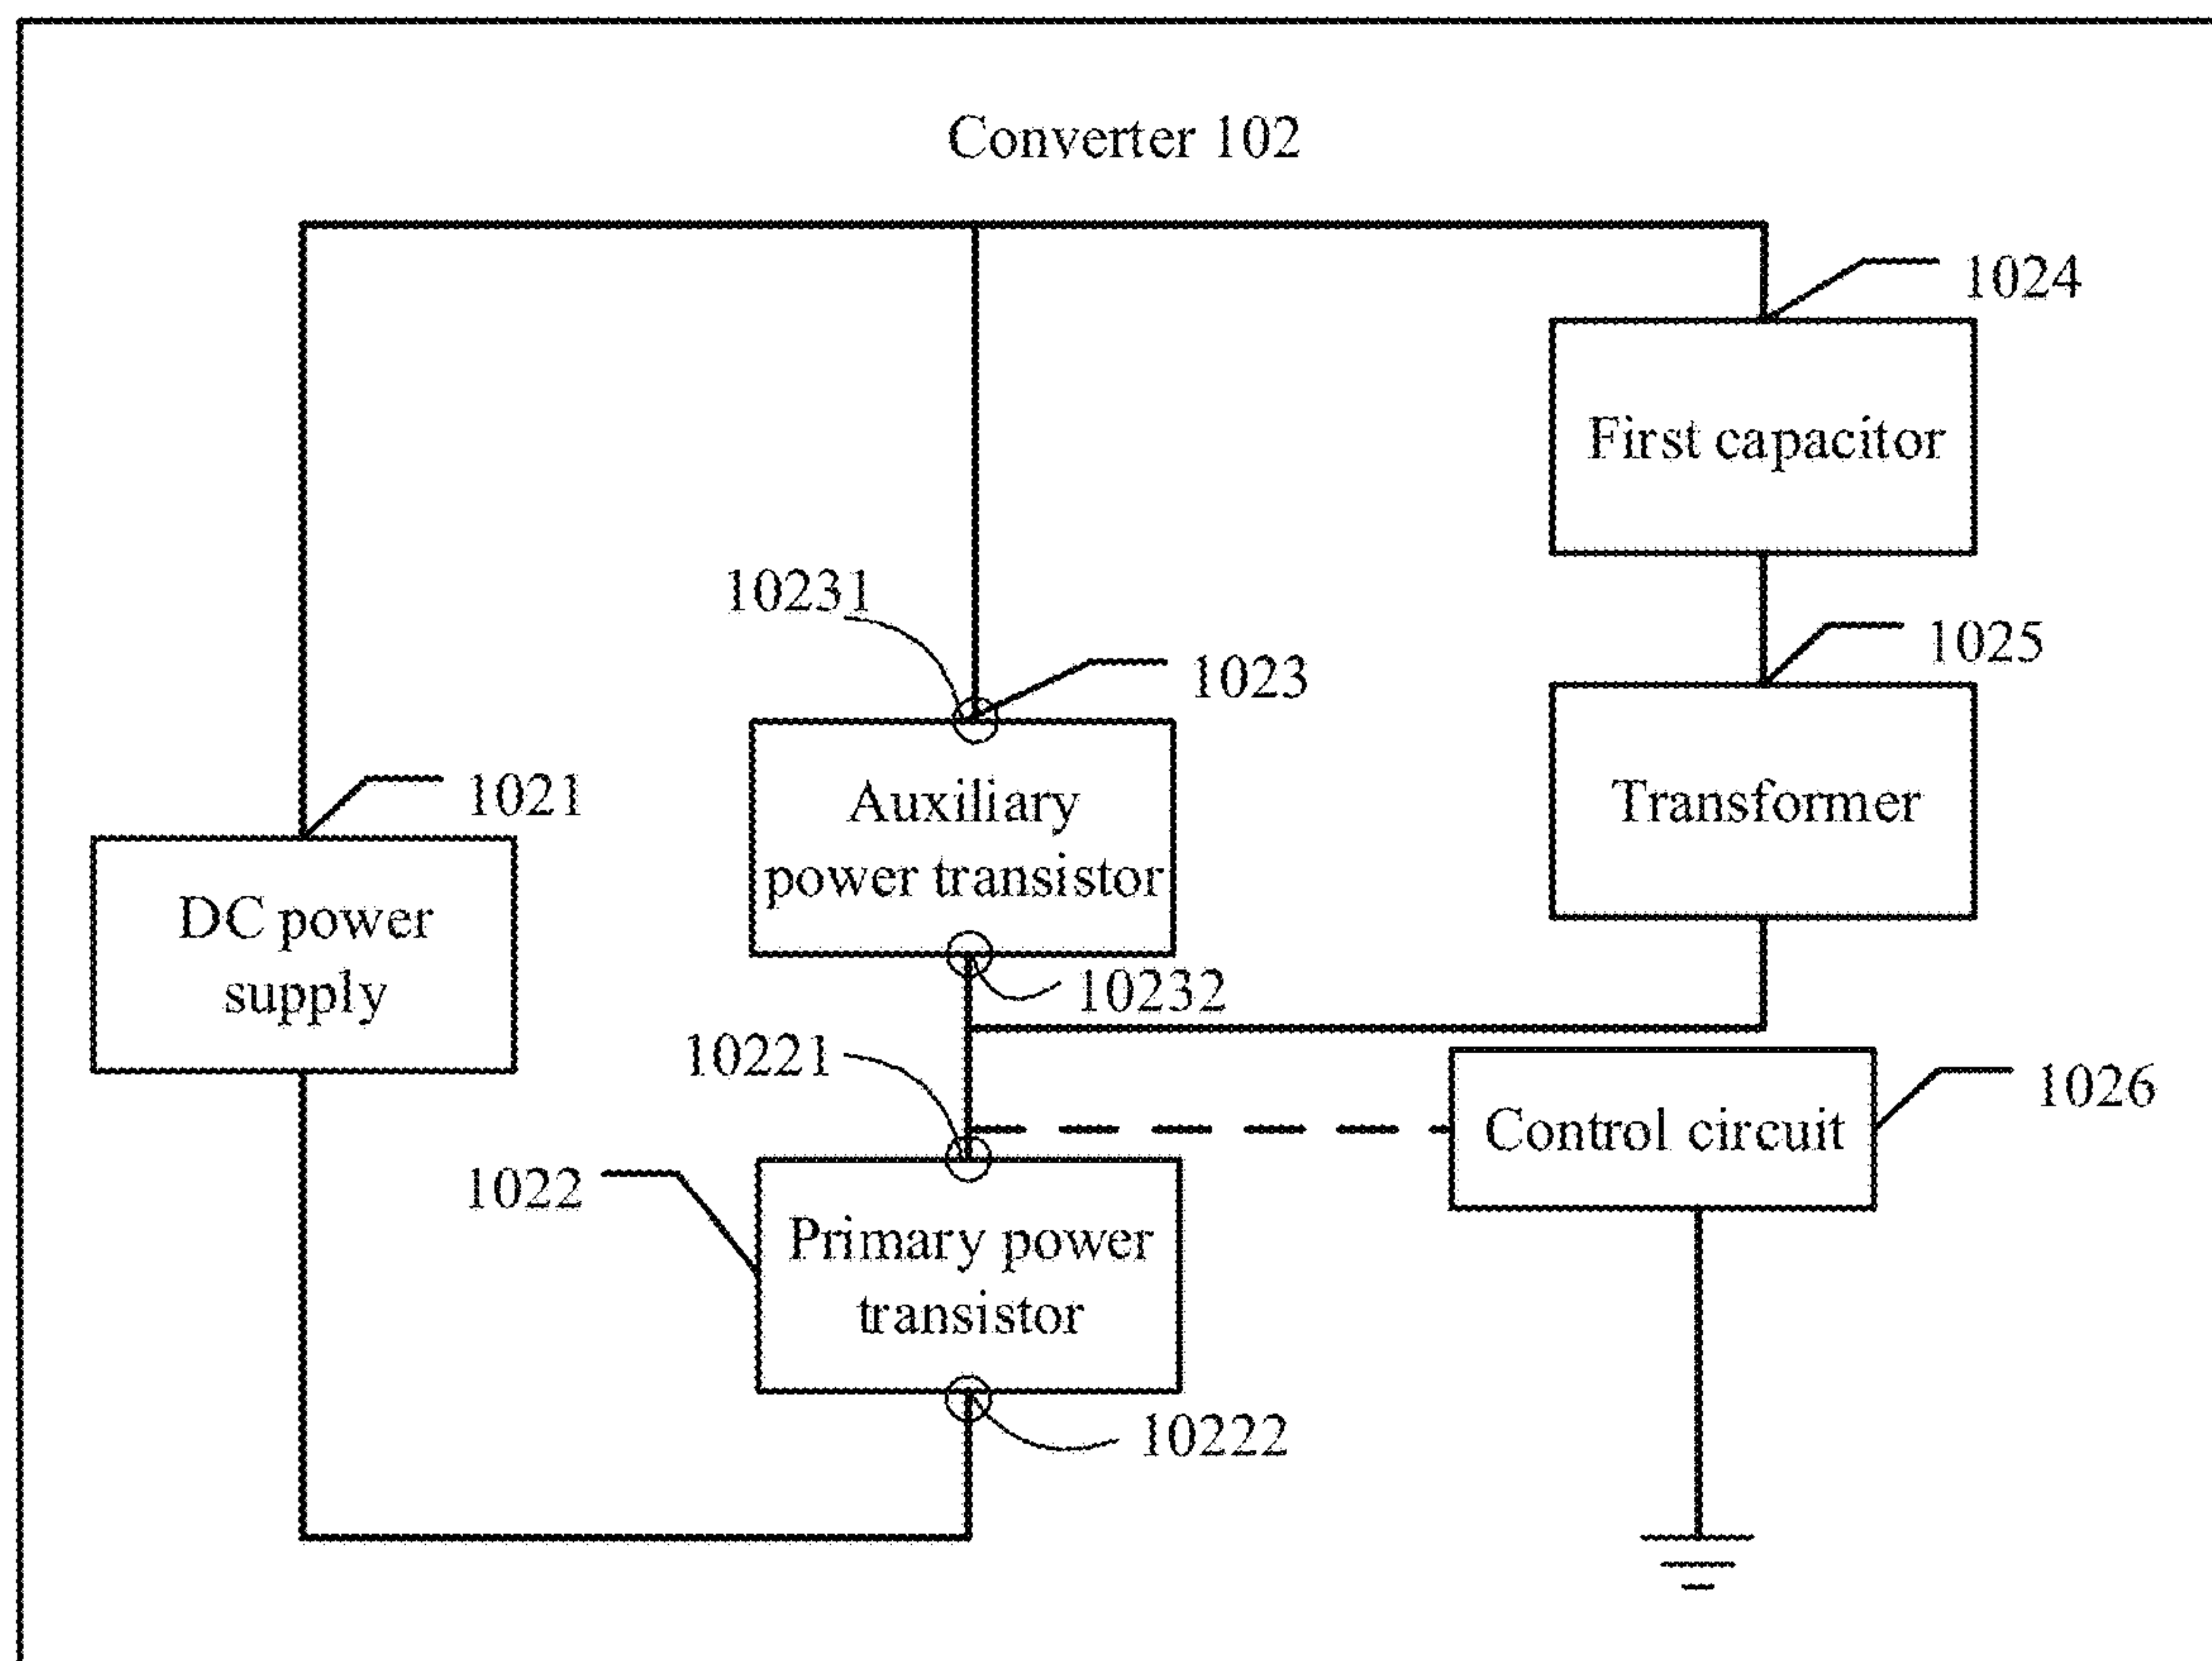 Converter 102
1024
First capacitor
10231
1023
1025
Auxiliary
power transistor
Transformer
1021
DC power
supply
10232
10221
1026
Control circuit
1022
Primary power
transistor
10222